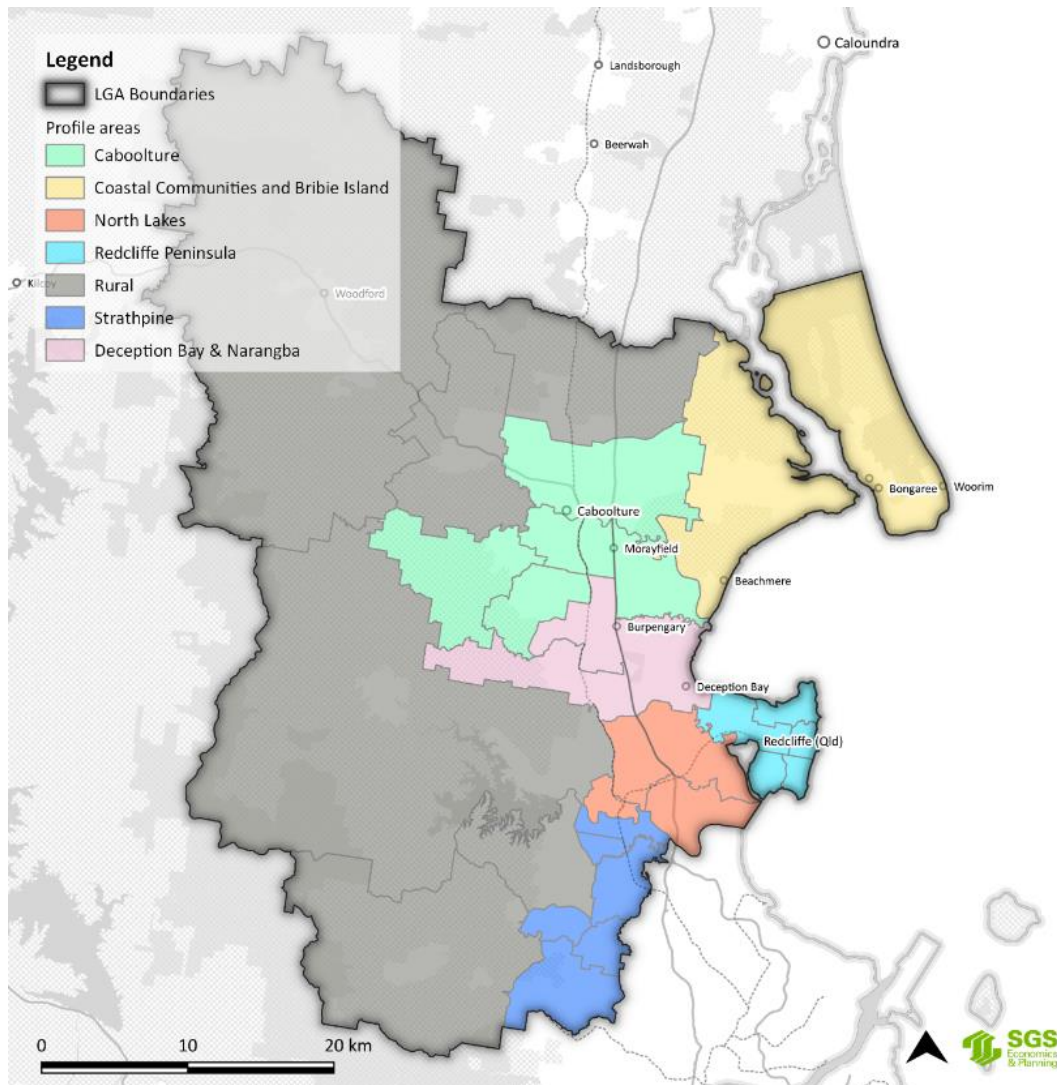 Legend
LGA Boundaries
Profile areas
Caboolture
Coastal Communities and Bribie Island
North Lakes
Redcliffe Peninsula
Rural
Strathpine
Deception Bay & Narangba
Caloundra
Landsborough
Beerwah
Kilcoy
Woodford
Bongaree
Woorim
Caboolture
Morayfield
Beachmere
Burpengary
Deception Bay
Redcliffe (Qld)
0 10 20 km
SGS
Economics
& Planning